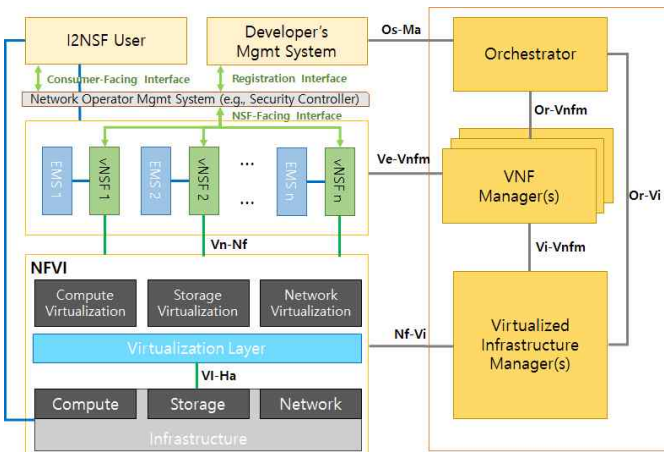 I2NSF User
Developer's
Mgmt System
Os-Ma
Orchestrator
Consumer-Facing Interface
Registration Interface
Network Operator Mgmt System (e.g., Security Controller)
NSF-Facing Interface
Or-Vnfm
EMS 1
vNSF 1
EMS 2
vNSF 2
...
...
EMS n
vNSF n
Ve-Vnfm
VNF
Manager(s)
Or-Vi
Vn-Nf
Vi-Vnfm
NFVI
Compute
Virtualization
Storage
Virtualization
Network
Virtualization
Virtualization Layer
Nf-Vi
Virtualized
Infrastructure
Manager(s)
VI-Ha
Compute
Storage
Network
Infrastructure